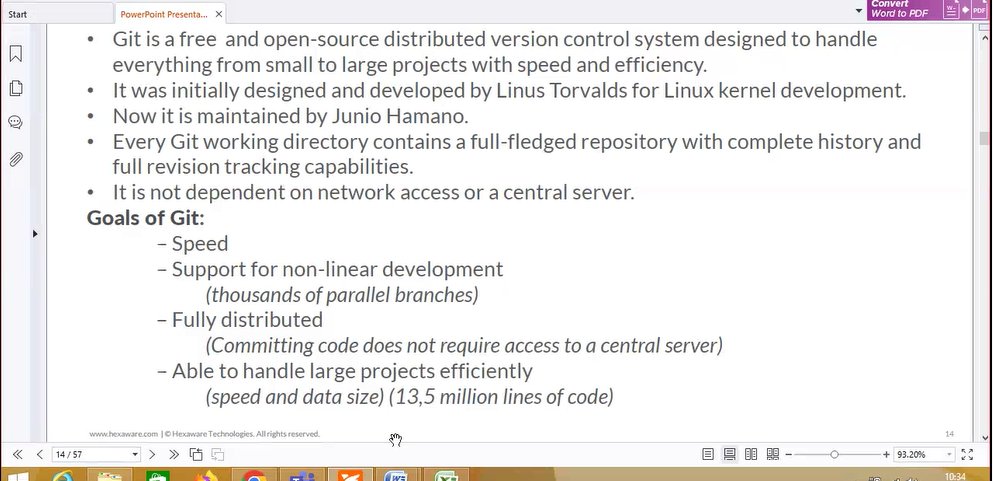 Start
PowerPoint Presenta...
Convert
Word to PDF
W
PDF
• Git is a free and open-source distributed version control system designed to handle
everything from small to large projects with speed and efficiency.
• It was initially designed and developed by Linus Torvalds for Linux kernel development.
• Now it is maintained by Junio Hamano.
• Every Git working directory contains a full-fledged repository with complete history and
full revision tracking capabilities.
• It is not dependent on network access or a central server.
Goals of Git:
– Speed
– Support for non-linear development
(thousands of parallel branches)
– Fully distributed
(Committing code does not require access to a central server)
– Able to handle large projects efficiently
(speed and data size) (13,5 million lines of code)
www.hexaware.com | © Hexaware Technologies. All rights reserved.
14
14 / 57
93.20%
10:34